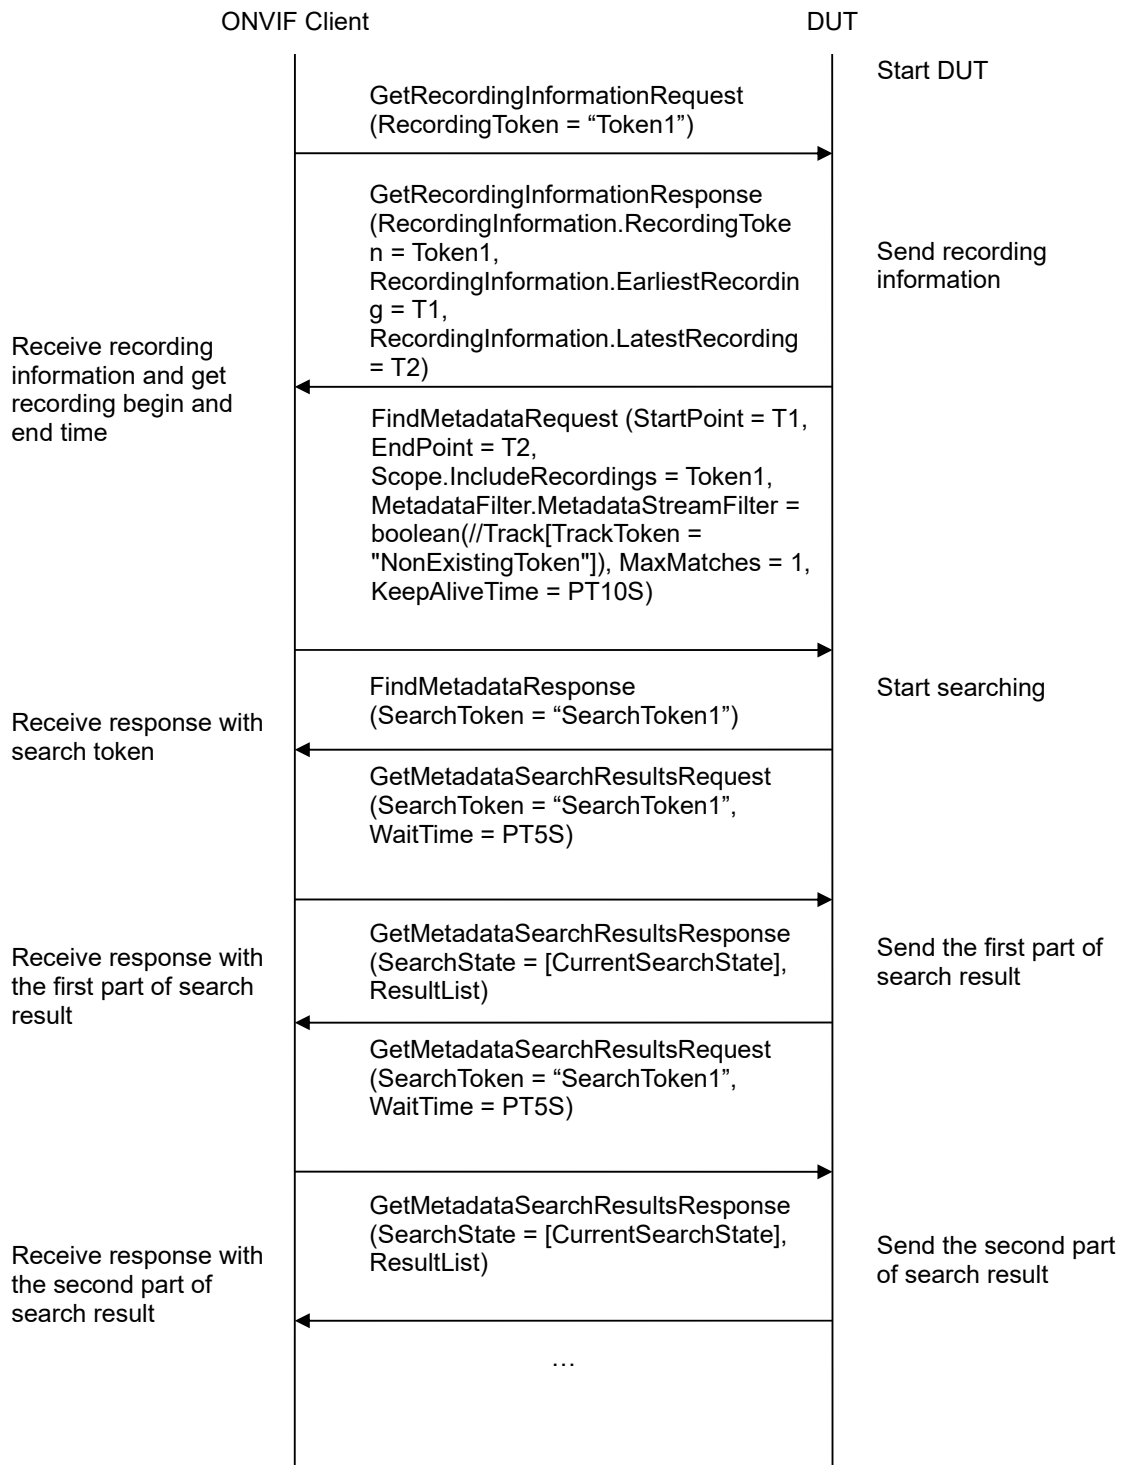 ONVIF Client
DUT
Start DUT
GetRecordingInformationRequest
(RecordingToken = “Token1”)
GetRecordingInformationResponse
(RecordingInformation.RecordingToke
n = Token1,
RecordingInformation.EarliestRecordin
g = T1,
RecordingInformation.LatestRecording
= T2)
Send recording
information
Receive recording
information and get
recording begin and
end time
FindMetadataRequest (StartPoint = T1,
EndPoint = T2,
Scope.IncludeRecordings = Token1,
MetadataFilter.MetadataStreamFilter =
boolean(//Track[TrackToken =
"NonExistingToken"]), MaxMatches = 1,
KeepAliveTime = PT10S)
Start searching
FindMetadataResponse
(SearchToken = “SearchToken1”)
Receive response with
search token
GetMetadataSearchResultsRequest
(SearchToken = “SearchToken1”,
WaitTime = PT5S)
GetMetadataSearchResultsResponse
(SearchState = [CurrentSearchState],
ResultList)
Send the first part of
search result
Receive response with
the first part of search
result
GetMetadataSearchResultsRequest
(SearchToken = “SearchToken1”,
WaitTime = PT5S)
GetMetadataSearchResultsResponse
(SearchState = [CurrentSearchState],
ResultList)
Send the second part
of search result
Receive response with
the second part of
search result
…